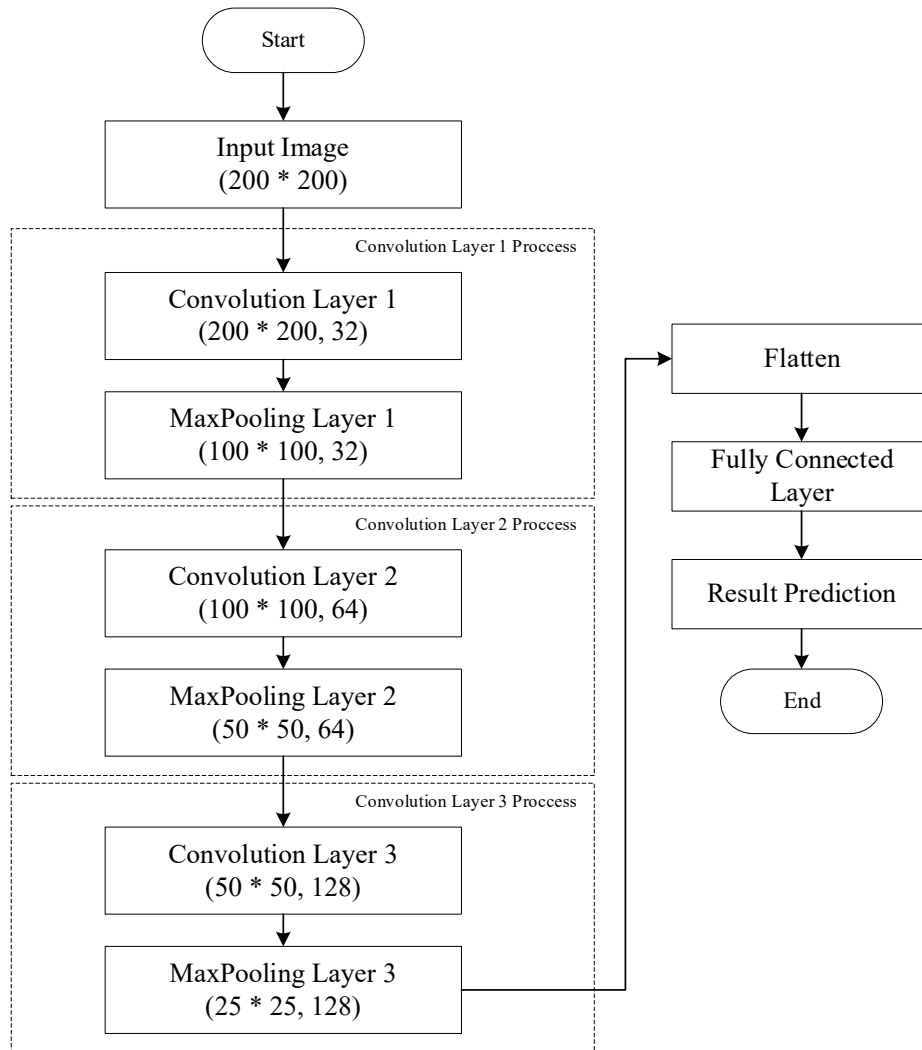 Start
Input Image
(200 * 200)
Convolution Layer 1 Proccess
Convolution Layer 1
(200 * 200, 32)
MaxPooling Layer 1
(100 * 100, 32)
Convolution Layer 2 Proccess
Convolution Layer 2
(100 * 100, 64)
MaxPooling Layer 2
(50 * 50, 64)
Convolution Layer 3 Proccess
Convolution Layer 3
(50 * 50, 128)
MaxPooling Layer 3
(25 * 25, 128)
Flatten
Fully Connected
Layer
Result Prediction
End